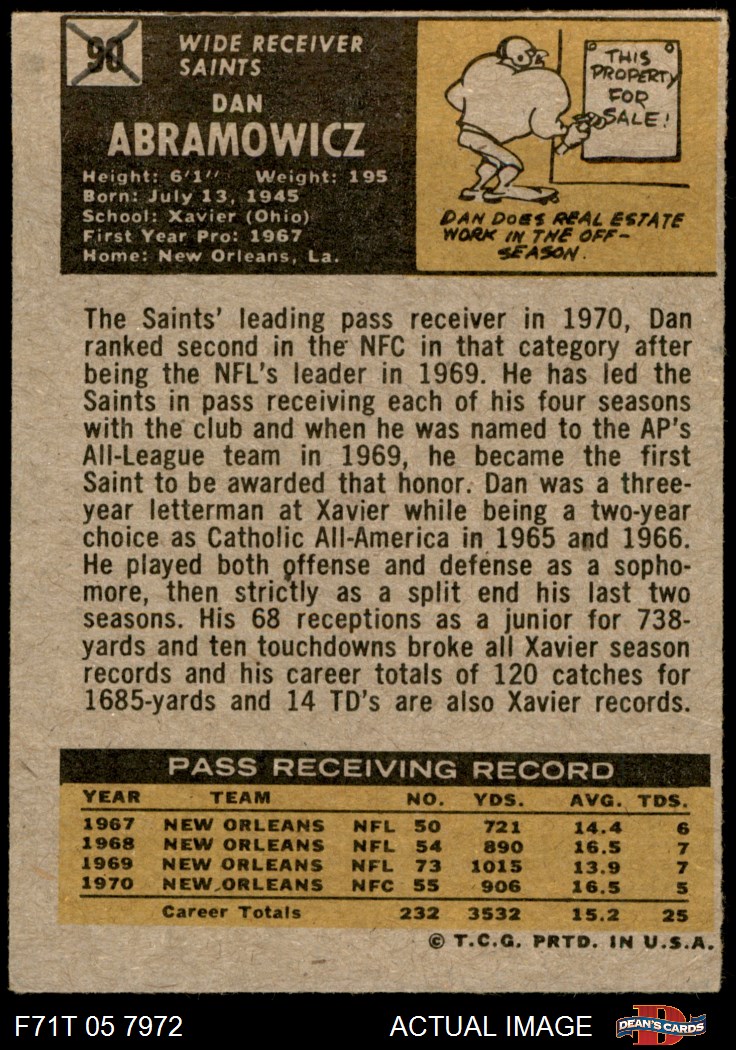 90
WIDE RECEIVER
SAINTS
DAN
ABRAMOWICZ
Height: 6'1" Weight: 195
Born: July 13, 1945
School: Xavier (Ohio)
First Year Pro: 1967
Home: New Orleans, La.
THIS
PROPERTY
FOR
SALE!
DAN DOES REAL ESTATE
WORK IN THE OFF-
SEASON.
The Saints' leading pass receiver in 1970, Dan
ranked second in the NFC in that category after
being the NFL's leader in 1969. He has led the
Saints in pass receiving each of his four seasons
with the club and when he was named to the AP's
All-League team in 1969, he became the first
Saint to be awarded that honor. Dan was a three-
year letterman at Xavier while being a two-year
choice as Catholic All-America in 1965 and 1966.
He played both offense and defense as a sopho-
more, then strictly as a split end his last two
seasons. His 68 receptions as a junior for 738-
yards and ten touchdowns broke all Xavier season
records and his career totals of 120 catches for
1685-yards and 14 TD's are also Xavier records.
PASS RECEIVING RECORD
YEAR TEAM NO. YDS. AVG. TDS.
1967 NEW ORLEANS NFL 50 721 14.4 6
1968 NEW ORLEANS NFL 54 890 16.5 7
1969 NEW ORLEANS NFL 73 1015 13.9 7
1970 NEW ORLEANS NFC 55 906 16.5 5
Career Totals 232 3532 15.2 25
© T.C.G. PRTD. IN U.S.A.
F71T 05 7972 ACTUAL IMAGE DEAN'S CARDS